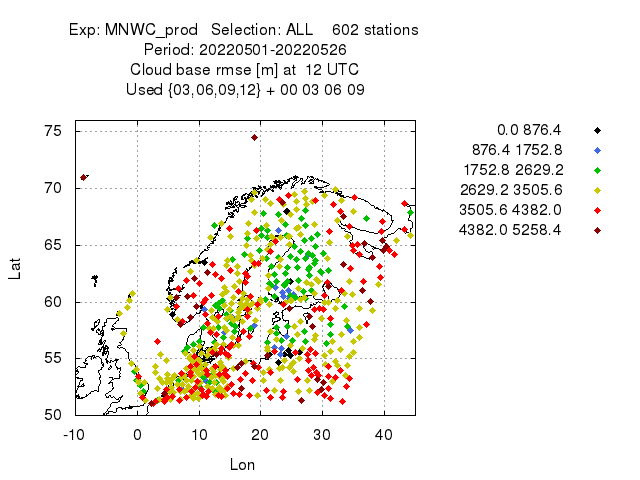 Exp: MNWC_prod Selection: ALL 602 stations
Period: 20220501-20220526
Cloud base rmse [m] at 12 UTC
Used {03,06,09,12} + 00 03 06 09
0.0 876.4
876.4 1752.8
1752.8 2629.2
2629.2 3505.6
3505.6 4382.0
4382.0 5258.4
75
70
65
60
55
50
Lat
-10 0 10 20 30 40
Lon